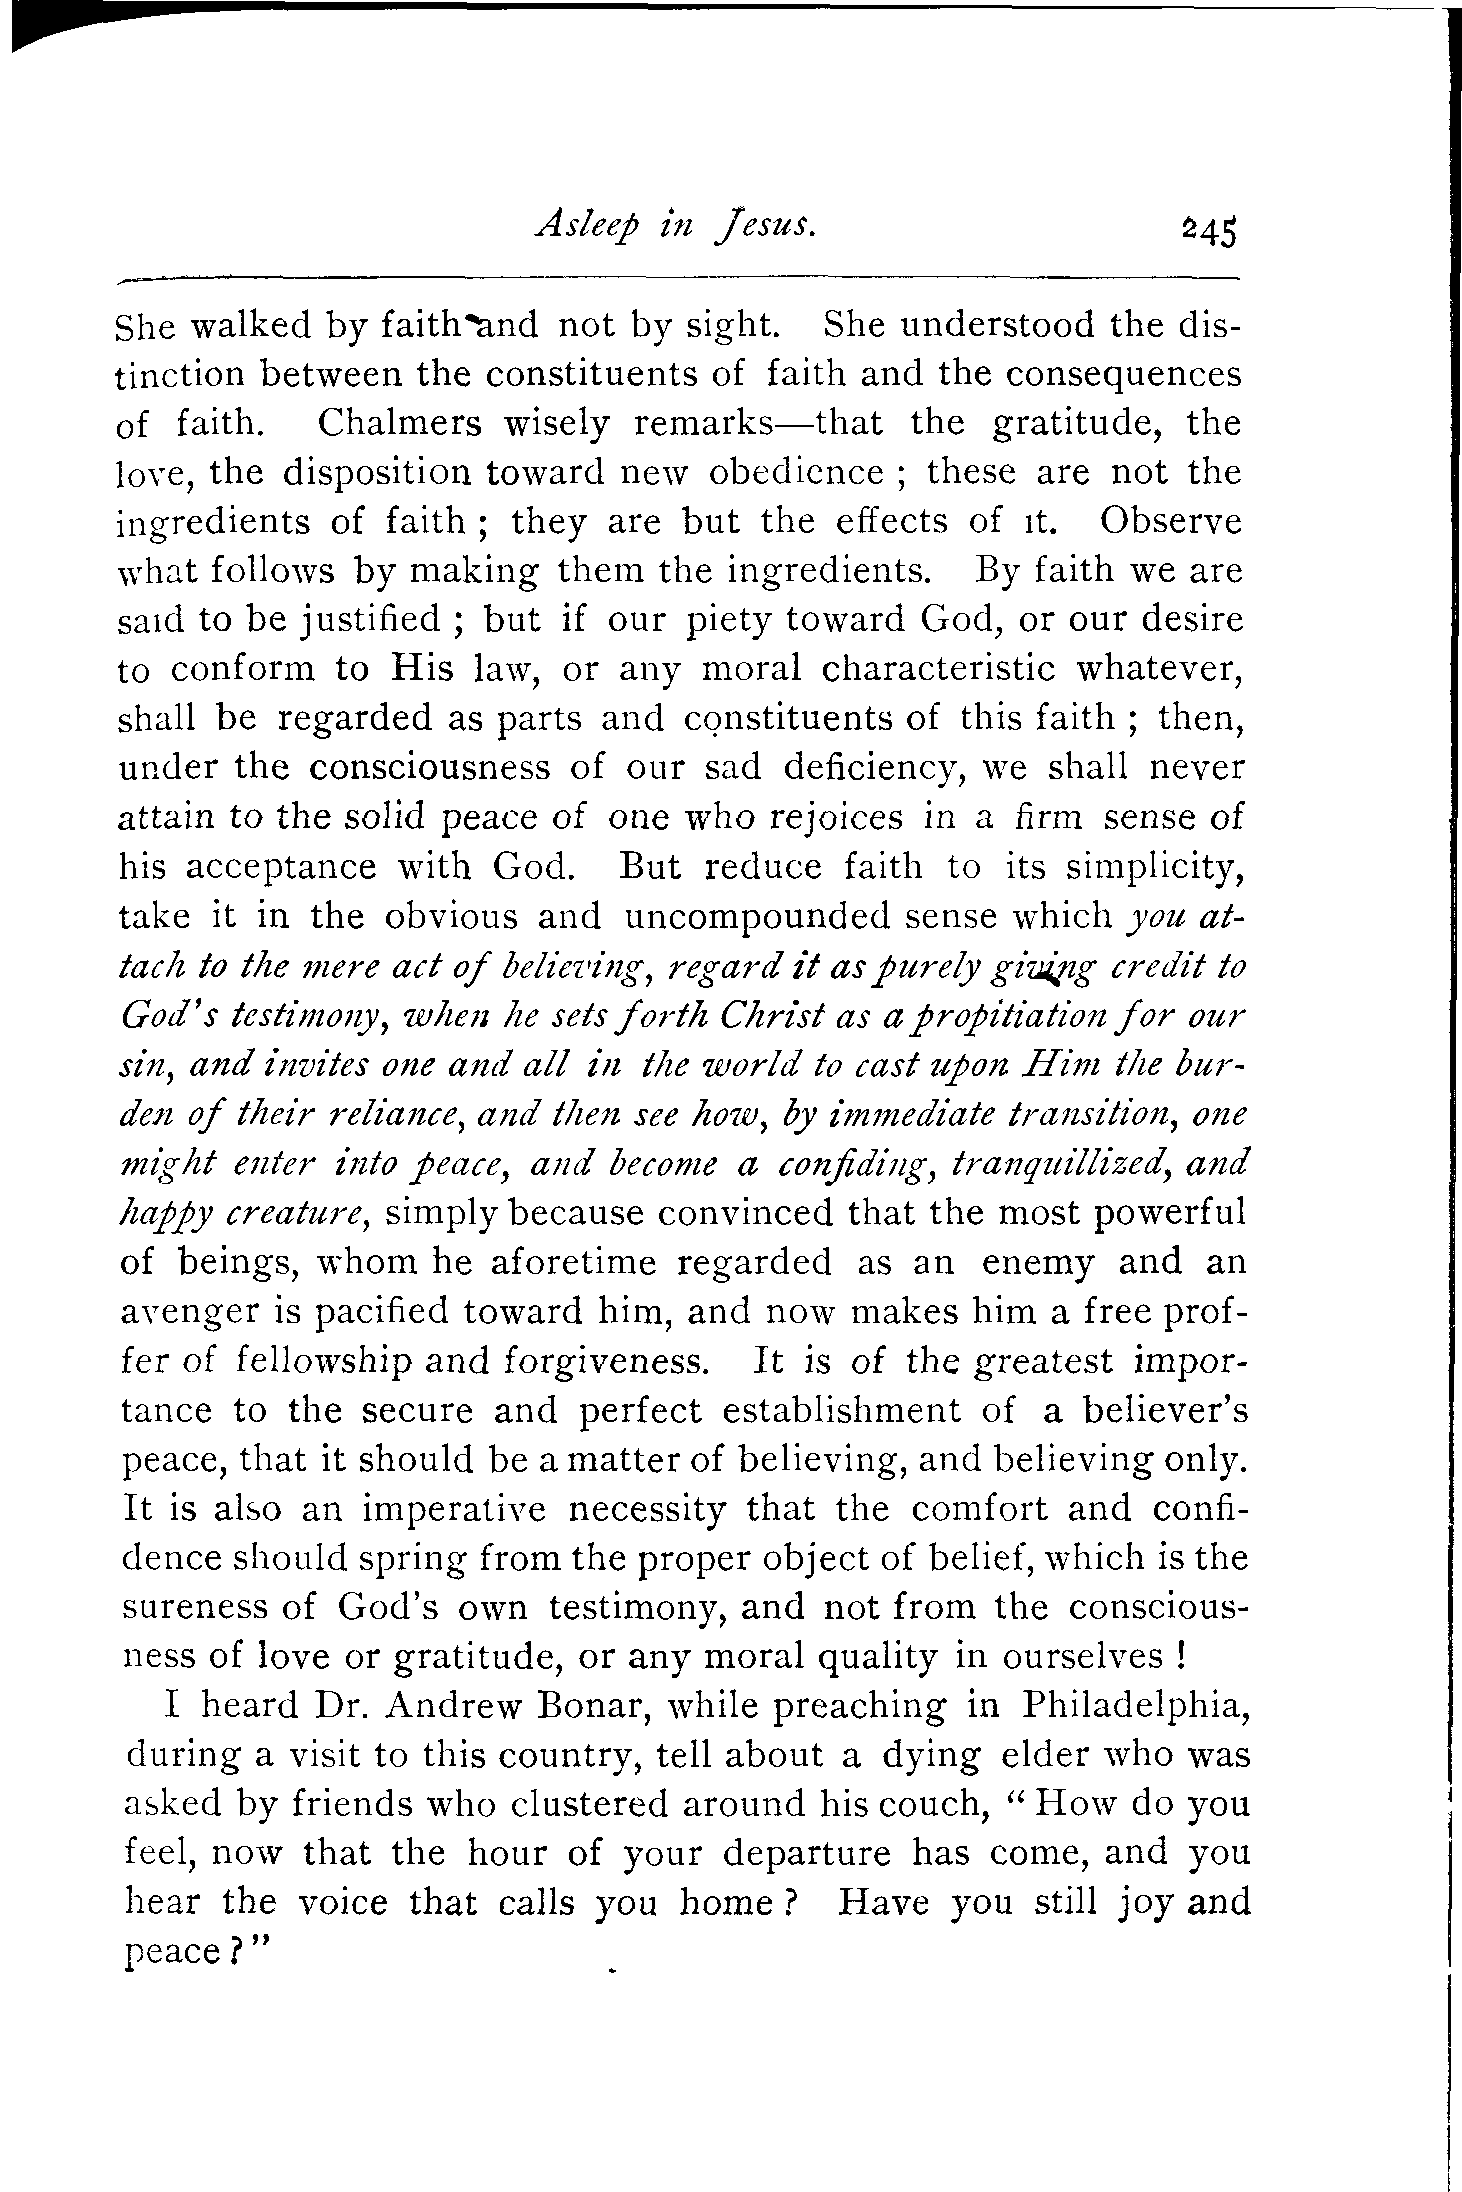 Asleep in Jesus. 245
She walked by faith and not by sight. She understood the dis-
tinction between the constituents of faith and the consequences
of faith. Chalmers wisely remarks—that the gratitude, the
love, the disposition toward new obedience ; these are not the
ingredients of faith ; they are but the effects of it. Observe
what follows by making them the ingredients. By faith we are
said to be justified ; but if our piety toward God, or our desire
to conform to His law, or any moral characteristic whatever,
shall be regarded as parts and constituents of this faith ; then,
under the consciousness of our sad deficiency, we shall never
attain to the solid peace of one who rejoices in a firm sense of
his acceptance with God. But reduce faith to its simplicity,
take it in the obvious and uncompounded sense which you at-
tach to the mere act of believing, regard it as purely giving credit to
God's testimony, when he sets forth Christ as a propitiation for our
sin, and invites one and all in the world to cast upon Him the bur-
den of their reliance, and then see how, by immediate transition, one
might enter into peace, and become a confiding, tranquillized, and
happy creature, simply because convinced that the most powerful
of beings, whom he aforetime regarded as an enemy and an
avenger is pacified toward him, and now makes him a free prof-
fer of fellowship and forgiveness. It is of the greatest impor-
tance to the secure and perfect establishment of a believer's
peace, that it should be a matter of believing, and believing only.
It is also an imperative necessity that the comfort and confi-
dence should spring from the proper object of belief, which is the
sureness of God's own testimony, and not from the conscious-
ness of love or gratitude, or any moral quality in ourselves !
I heard Dr. Andrew Bonar, while preaching in Philadelphia,
during a visit to this country, tell about a dying elder who was
asked by friends who clustered around his couch, “ How do you
feel, now that the hour of your departure has come, and you
hear the voice that calls you home ? Have you still joy and
peace ? ”